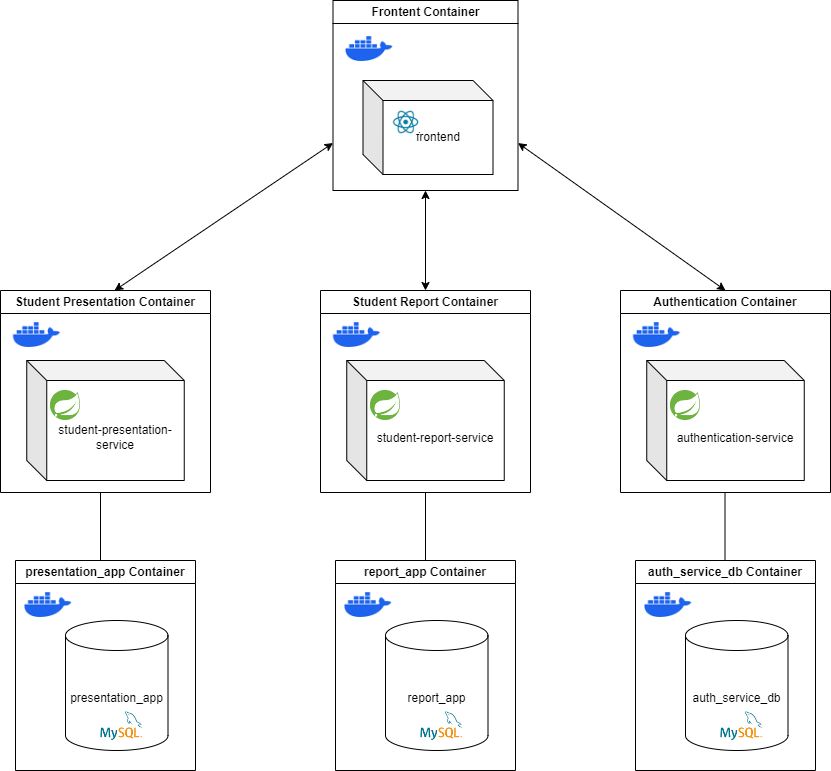 Frontent Container
frontend
Student Presentation Container
Student Report Container
Authentication Container
student-presentation-
service
student-report-service
authentication-service
presentation_app Container
report_app Container
auth_service_db Container
presentation_app
report_app
auth_service_db
MySQL
MySQL
MySQL